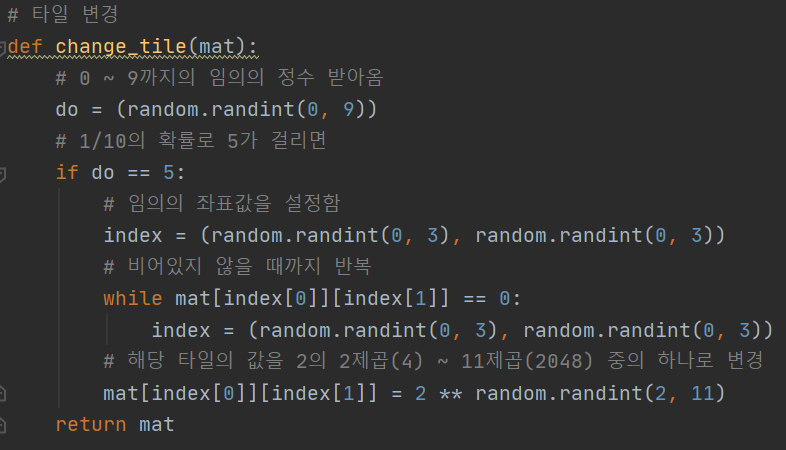 # 타일 변경
def change_tile(mat):
    # 0 ~ 9까지의 임의의 정수 받아옴
    do = (random.randint(0, 9))
    # 1/10의 확률로 5가 걸리면
    if do == 5:
        # 임의의 좌표값을 설정함
        index = (random.randint(0, 3), random.randint(0, 3))
        # 비어있지 않을 때까지 반복
        while mat[index[0]][index[1]] == 0:
            index = (random.randint(0, 3), random.randint(0, 3))
        # 해당 타일의 값을 2의 2제곱(4) ~ 11제곱(2048) 중의 하나로 변경
        mat[index[0]][index[1]] = 2 ** random.randint(2, 11)
    return mat